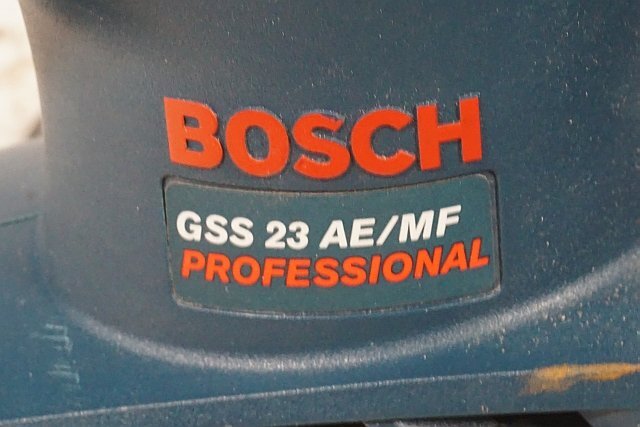 BOSCH
GSS 23 AE/MF
PROFESSIONAL